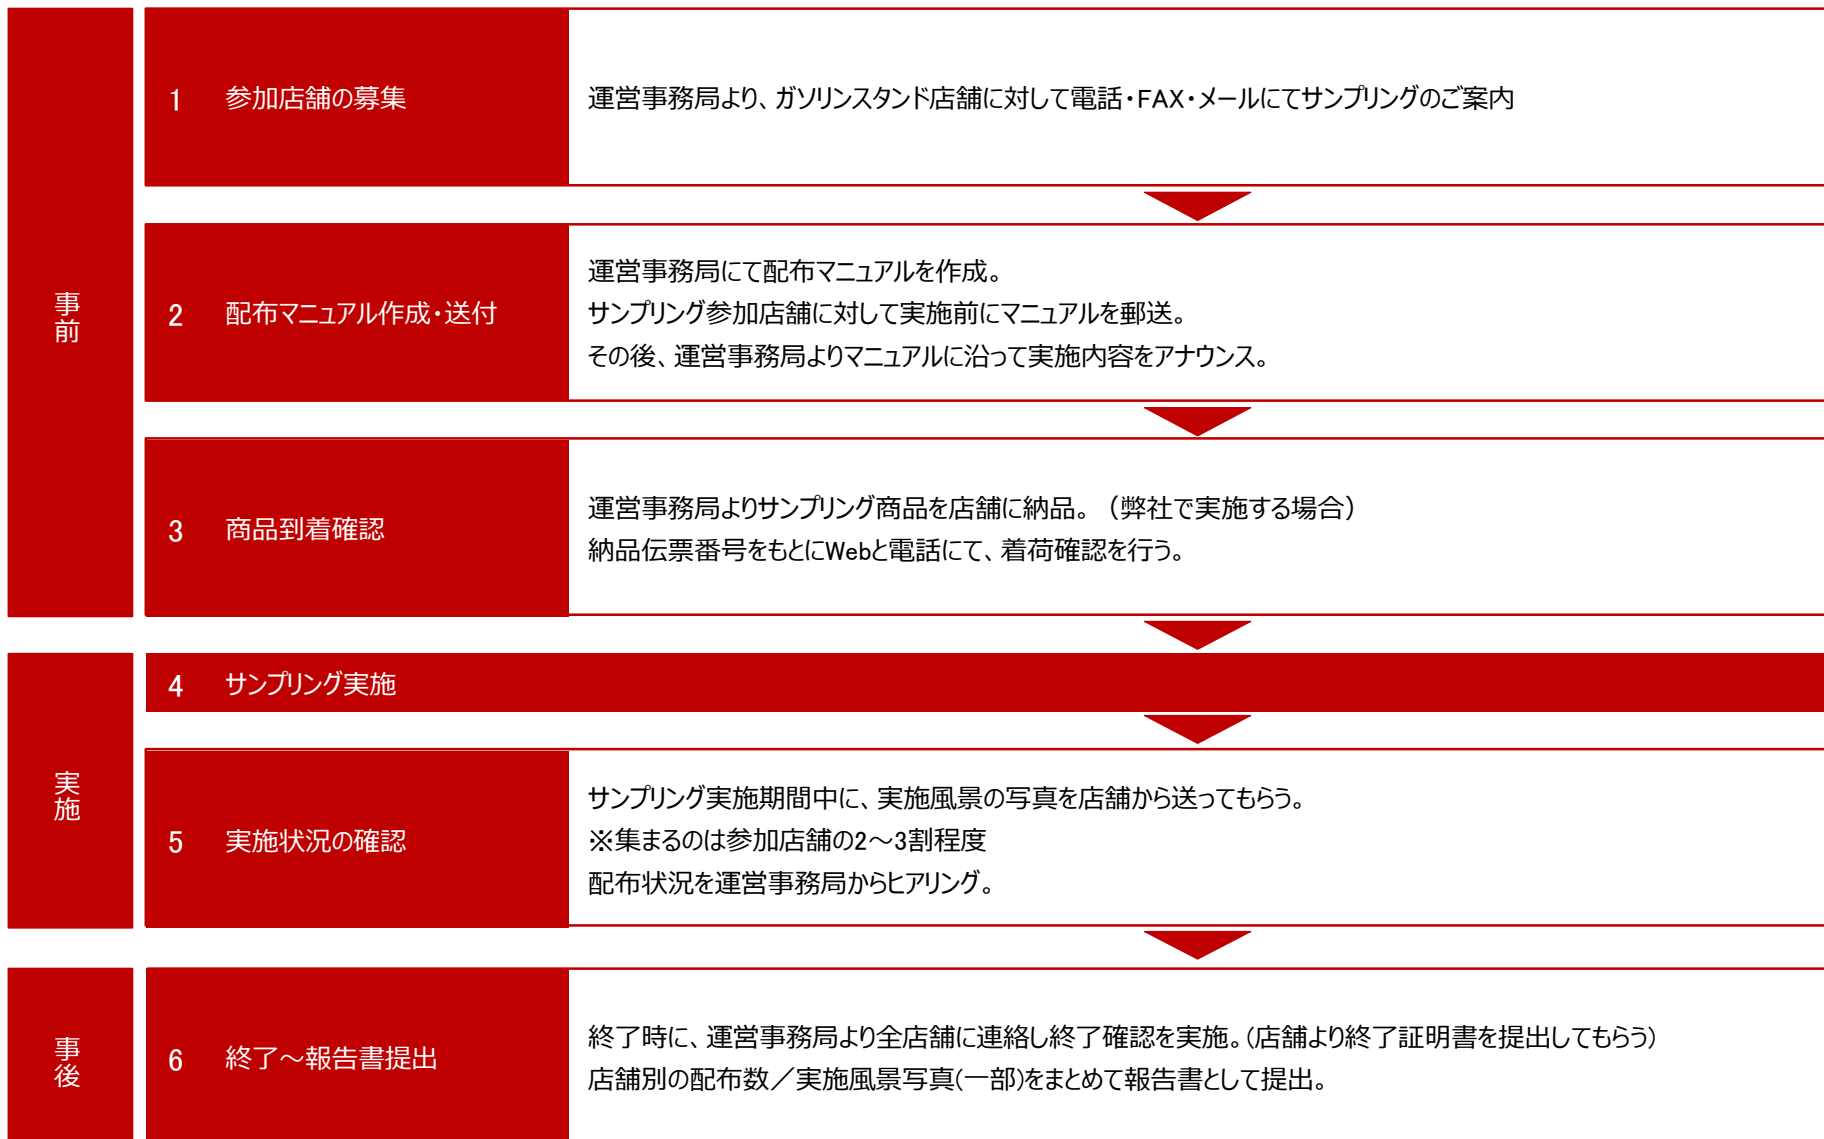 事前
1 参加店舗の募集
運営事務局より、ガソリンスタンド店舗に対して電話・FAX・メールにてサンプリングのご案内
2 配布マニュアル作成・送付
運営事務局にて配布マニュアルを作成。
サンプリング参加店舗に対して実施前にマニュアルを郵送。
その後、運営事務局よりマニュアルに沿って実施内容をアナウンス。
3 商品到着確認
運営事務局よりサンプリング商品を店舗に納品。（弊社で実施する場合）
納品伝票番号をもとにWebと電話にて、着荷確認を行う。
実施
4 サンプリング実施
5 実施状況の確認
サンプリング実施期間中に、実施風景の写真を店舗から送ってもらう。
※集まるのは参加店舗の2～3割程度
配布状況を運営事務局からヒアリング。
事後
6 終了～報告書提出
終了時に、運営事務局より全店舗に連絡し終了確認を実施。(店舗より終了証明書を提出してもらう)
店舗別の配布数／実施風景写真(一部)をまとめて報告書として提出。